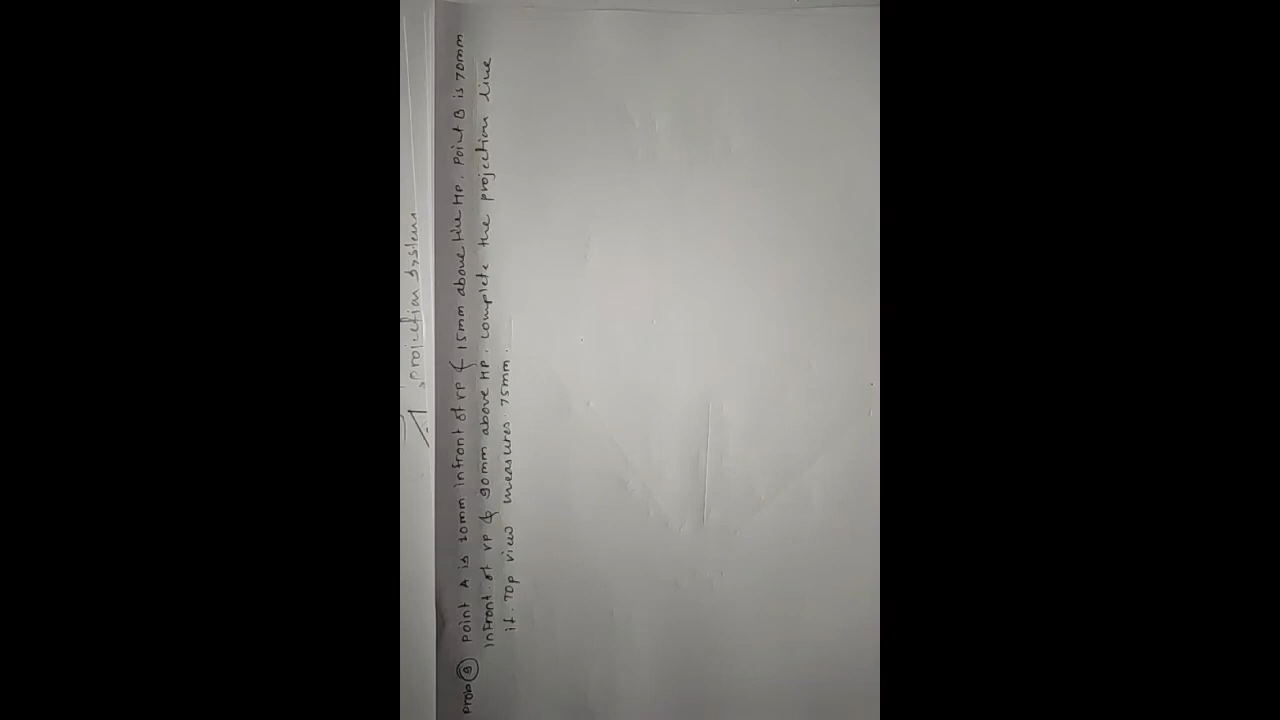 projection system
prob ⑨ point A is 20mm infront of VP & 15mm above the HP. Point B is 70mm
infront of VP & 90mm above HP. complete the projection line
if. Top view measures. 75mm.